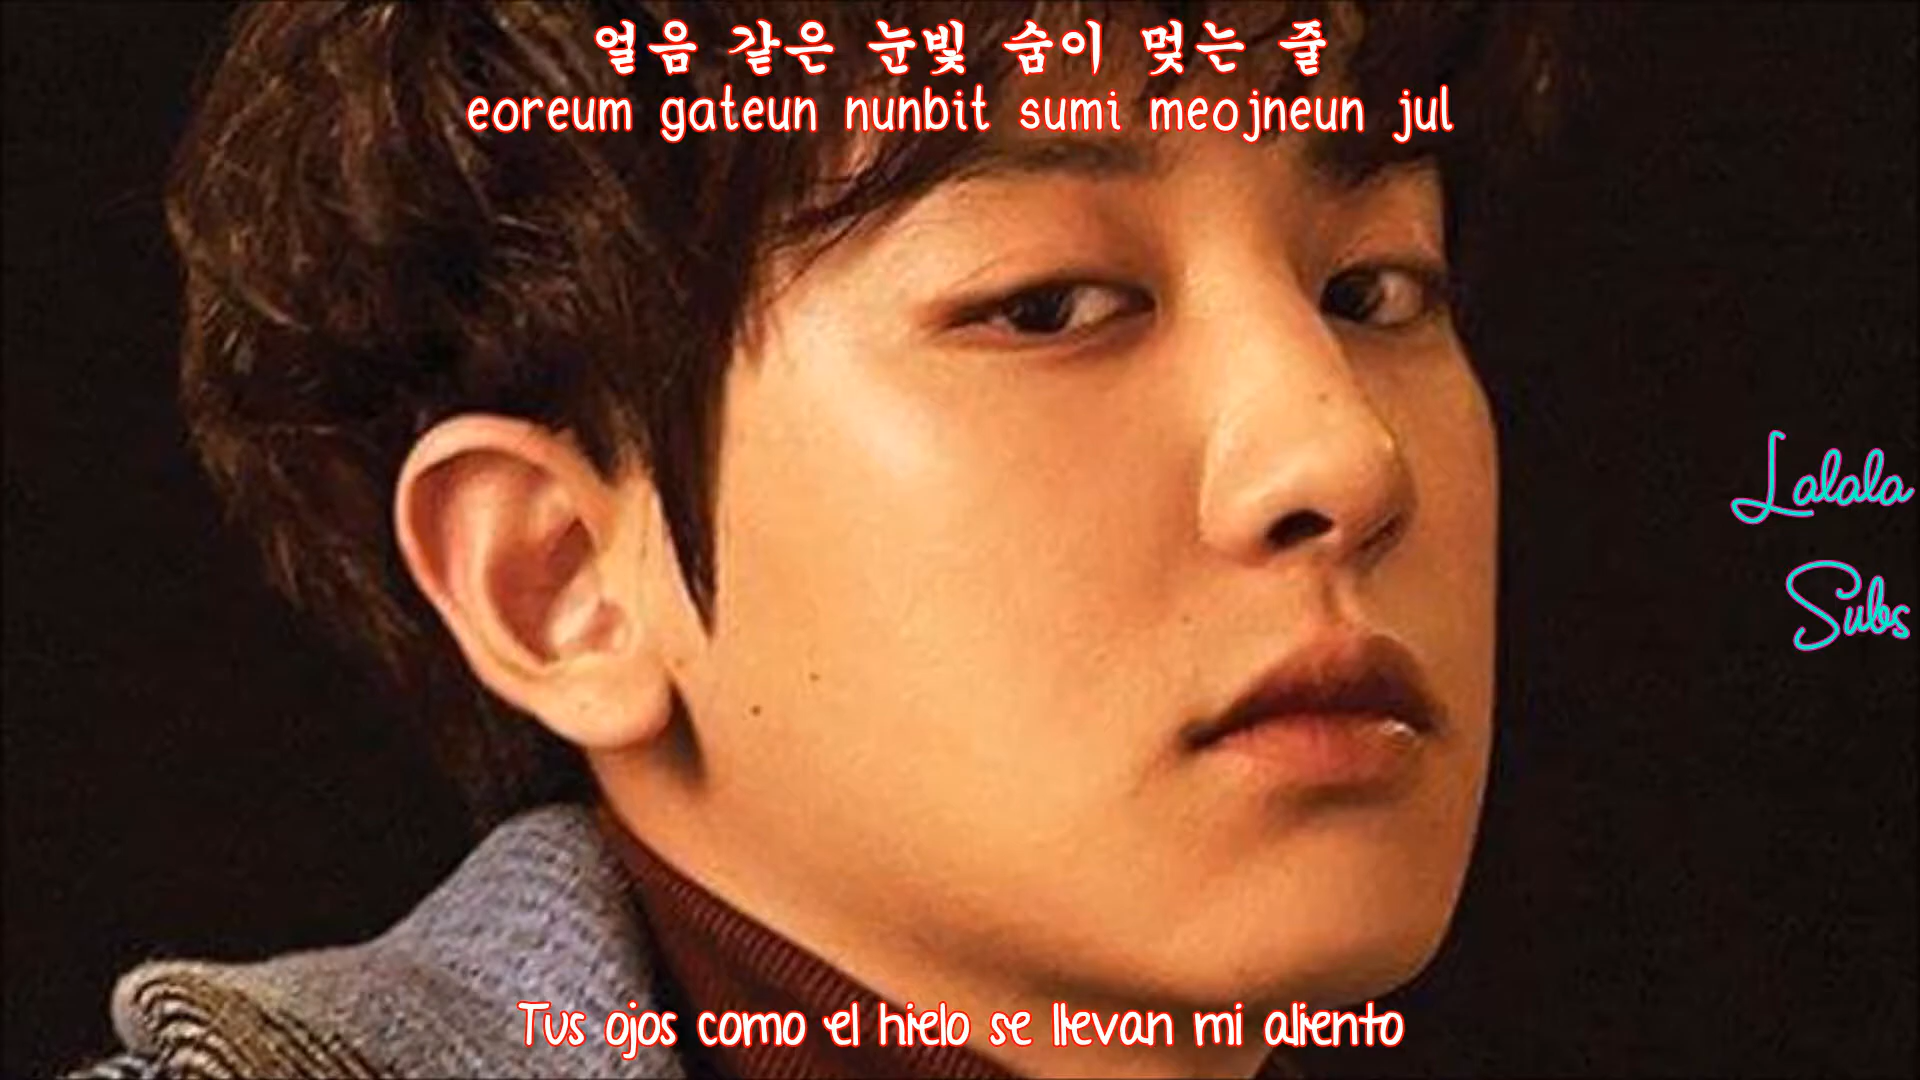 얼음 같은 눈빛 숨이 멎는 줄
eoreum gateun nunbit sumi meojneun jul
Lalala
Subs
Tus ojos como el hielo se llevan mi aliento